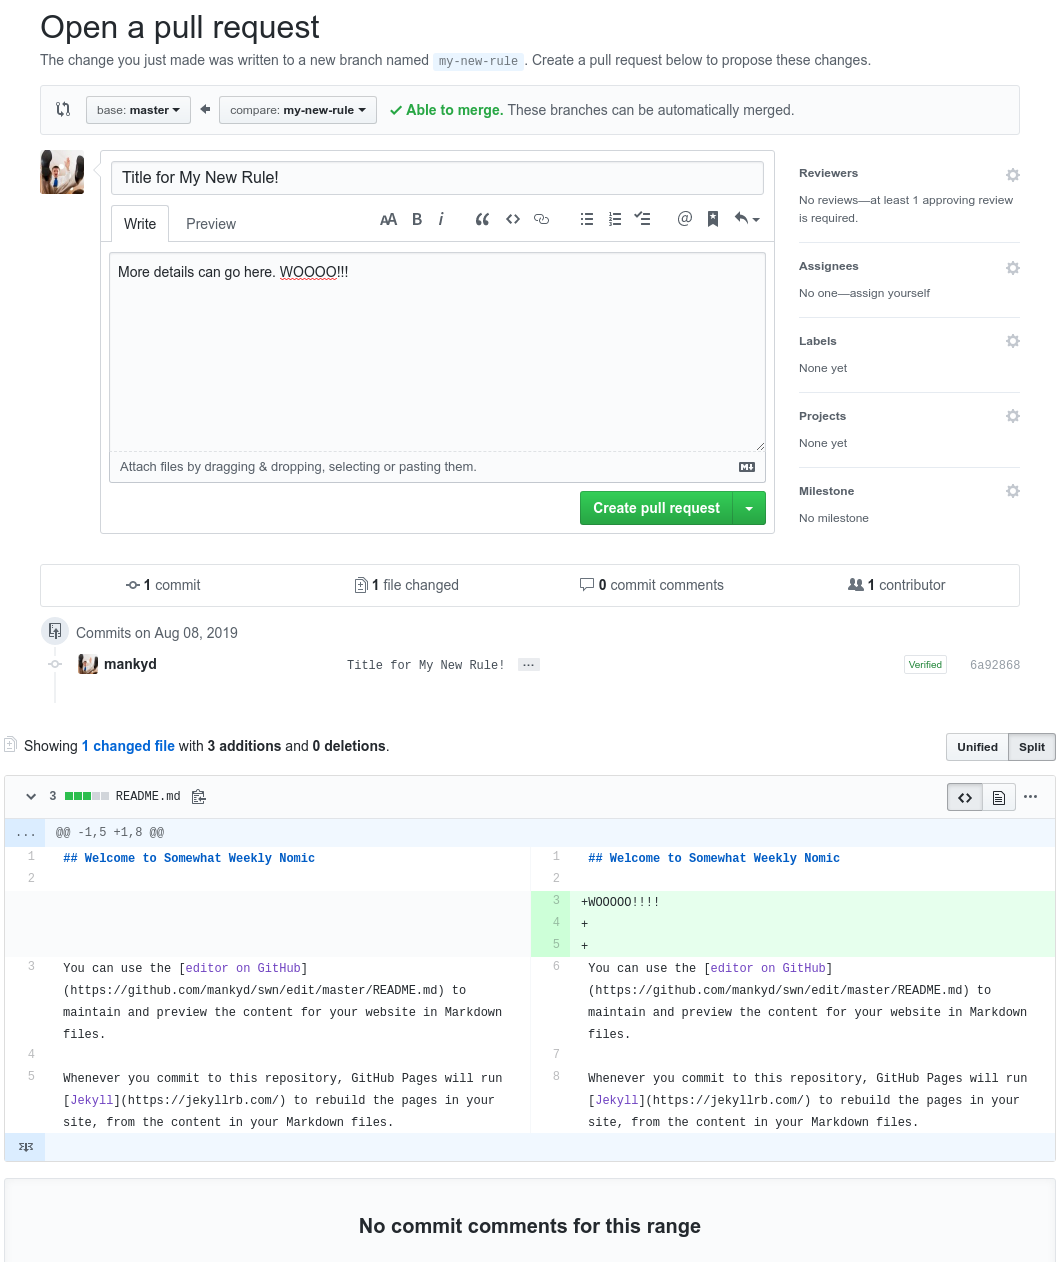 Open a pull request
The change you just made was written to a new branch named my-new-rule. Create a pull request below to propose these changes.
base: master compare: my-new-rule Able to merge. These branches can be automatically merged.
Title for My New Rule!
Write Preview AA B i “ <> @
More details can go here. WOOOO!!!
Attach files by dragging & dropping, selecting or pasting them.
Create pull request
Reviewers
No reviews—at least 1 approving review
is required.
Assignees
No one—assign yourself
Labels
None yet
Projects
None yet
Milestone
No milestone
1 commit 1 file changed 0 commit comments 1 contributor
Commits on Aug 08, 2019
mankyd Title for My New Rule! … Verified 6a92868
Showing 1 changed file with 3 additions and 0 deletions. Unified Split
3 README.md <> …
... @@ -1,5 +1,8 @@
1 ## Welcome to Somewhat Weekly Nomic 1 ## Welcome to Somewhat Weekly Nomic
2 2
3 +WOOOOO!!!!
4 +
5 +
3 You can use the [editor on GitHub] 6 You can use the [editor on GitHub]
(https://github.com/mankyd/swn/edit/master/README.md) to (https://github.com/mankyd/swn/edit/master/README.md) to
maintain and preview the content for your website in Markdown maintain and preview the content for your website in Markdown
files. files.
4 7
5 Whenever you commit to this repository, GitHub Pages will run 8 Whenever you commit to this repository, GitHub Pages will run
[Jekyll](https://jekyllrb.com/) to rebuild the pages in your [Jekyll](https://jekyllrb.com/) to rebuild the pages in your
site, from the content in your Markdown files. site, from the content in your Markdown files.
No commit comments for this range